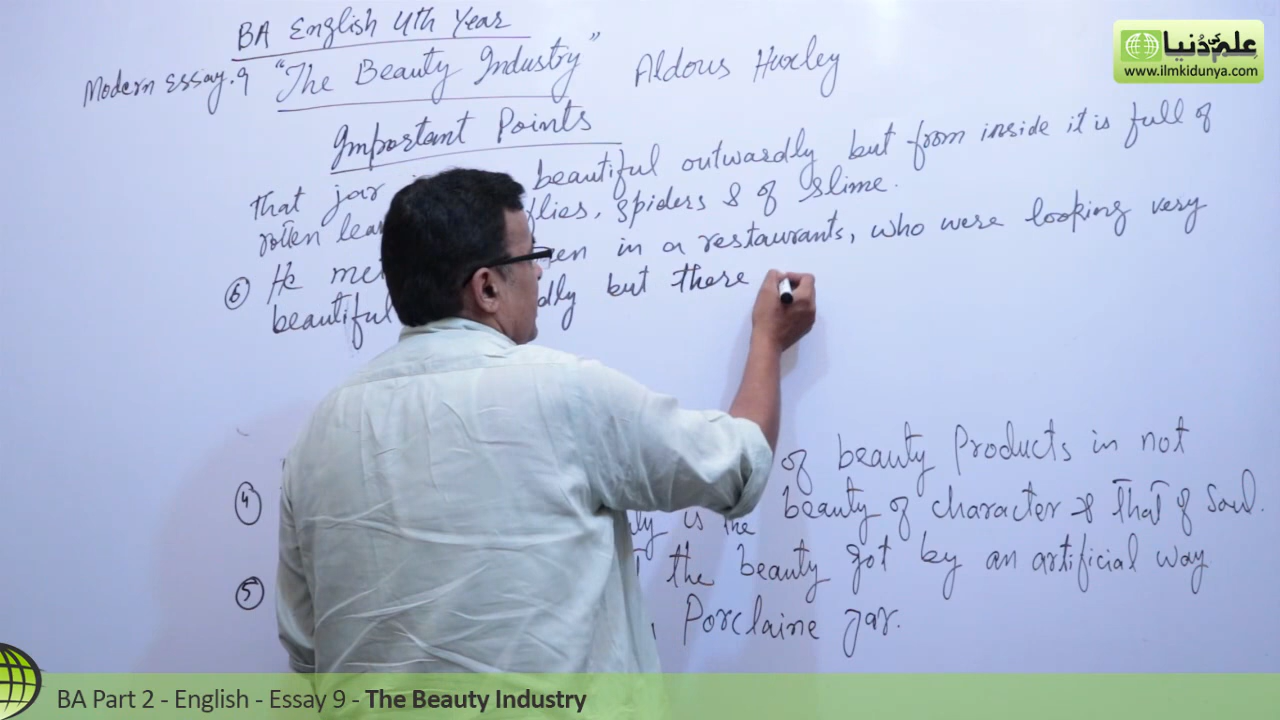 BA English 4th Year
Modern Essay.9 "The Beauty Industry" Aldous Huxley
Important Points
That jar beautiful outwardly but from inside it is full of
rotten flies, spiders & of slime.
⑥ He met in a restaurants, who were looking very
beautiful but there
of beauty Products in not
④ is the beauty of character & that of Soul.
⑤ the beauty got by an artificial way
Porclaine Jar.
علم کی دنیا
www.ilmkidunya.com
BA Part 2 - English - Essay 9 - The Beauty Industry